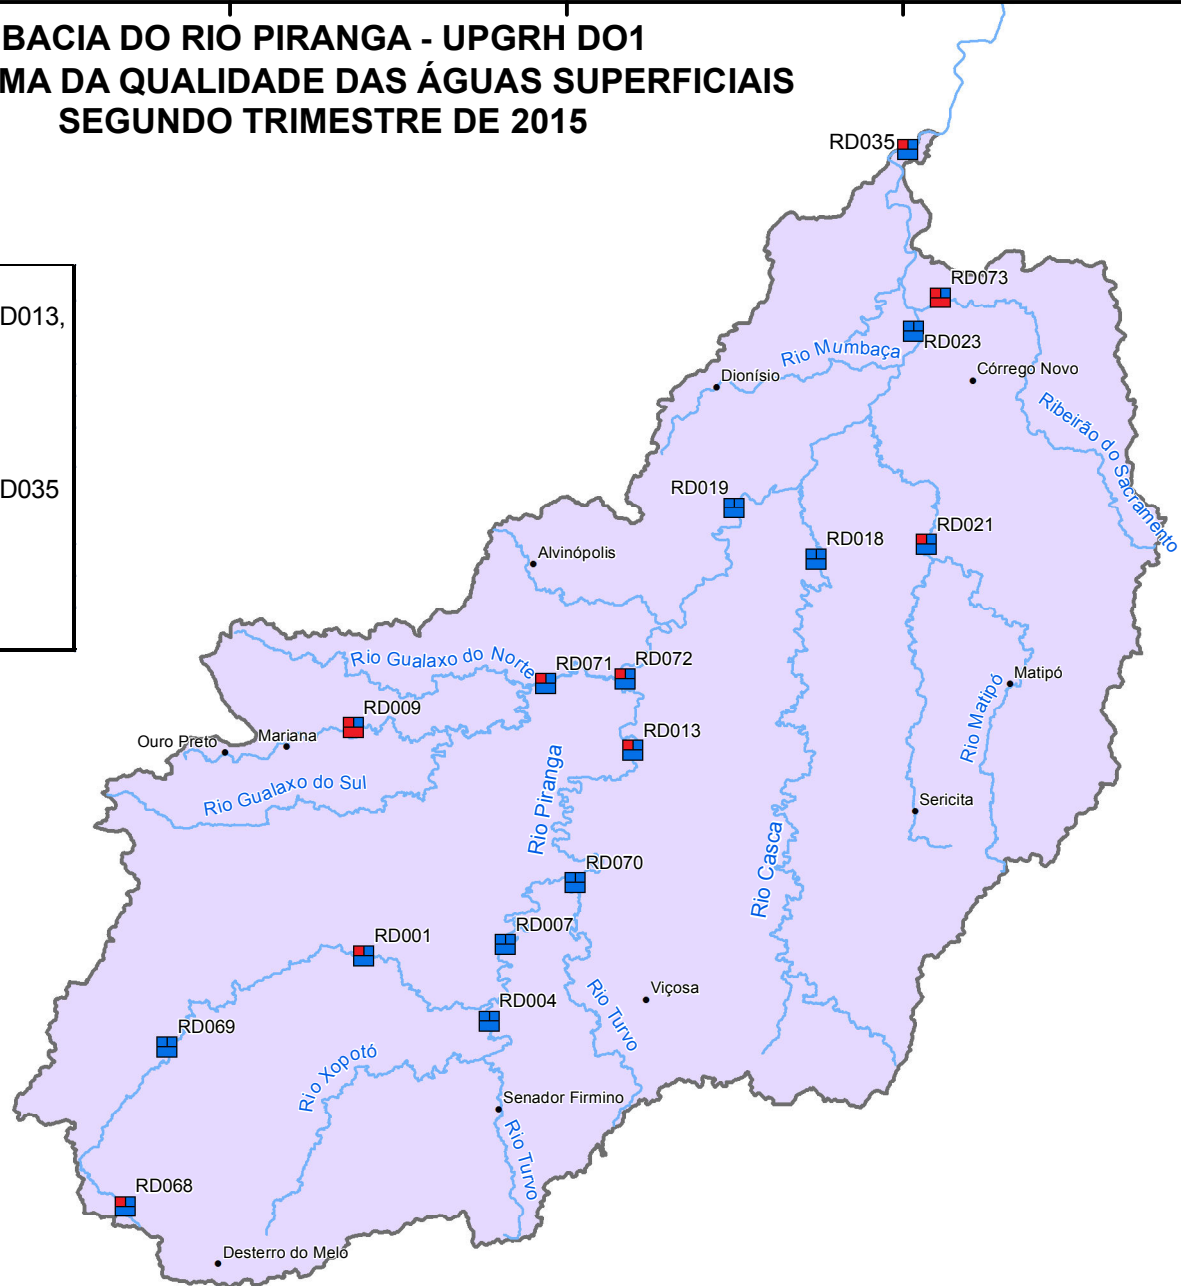 BACIA DO RIO PIRANGA - UPGRH DO1
MA DA QUALIDADE DAS ÁGUAS SUPERFICIAIS
SEGUNDO TRIMESTRE DE 2015
RD035
RD073
D013,
RD023
Rio Mumbaça
Córrego Novo
Dionísio
Ribeirão do Sacramento
D035
RD019
RD021
RD018
Alvinópolis
Rio Gualaxo do Norte
RD071
RD072
Matipó
Rio Matipó
RD009
RD013
Mariana
Ouro Preto
Rio Gualaxo do Sul
Rio Piranga
Sericita
Rio Casca
RD070
RD007
RD001
Viçosa
RD004
Rio Turvo
RD069
Rio Xopotó
Senador Firmino
Rio Turvo
RD068
Desterro do Melo